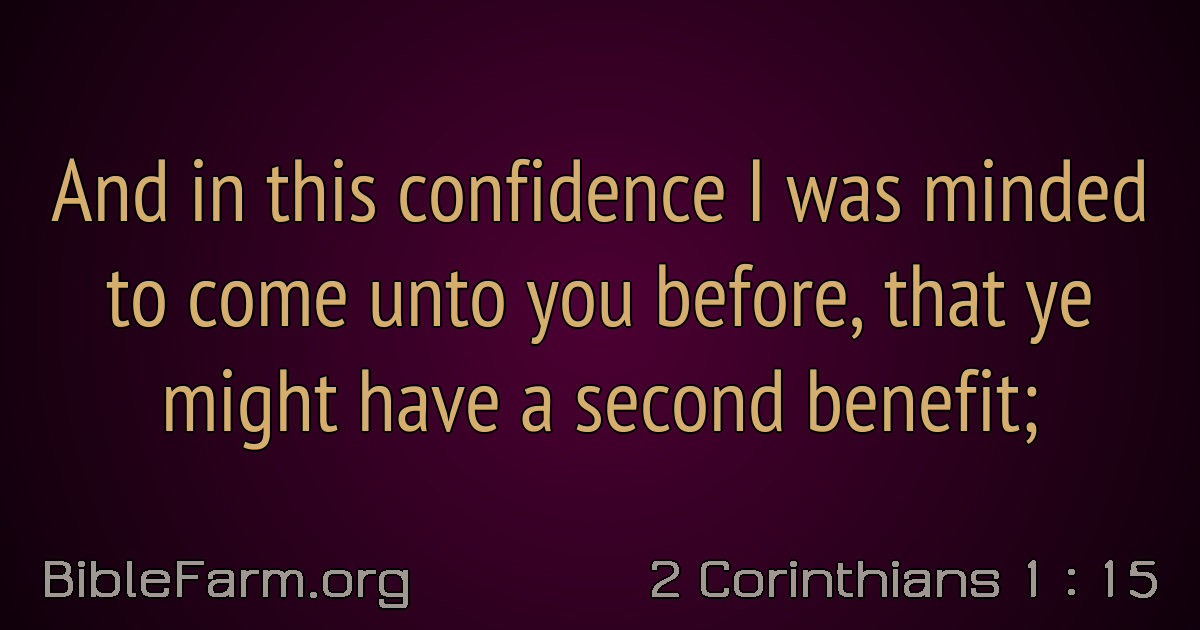 And in this confidence I was minded
to come unto you before, that ye
might have a second benefit;
BibleFarm.org
2 Corinthians 1 : 15